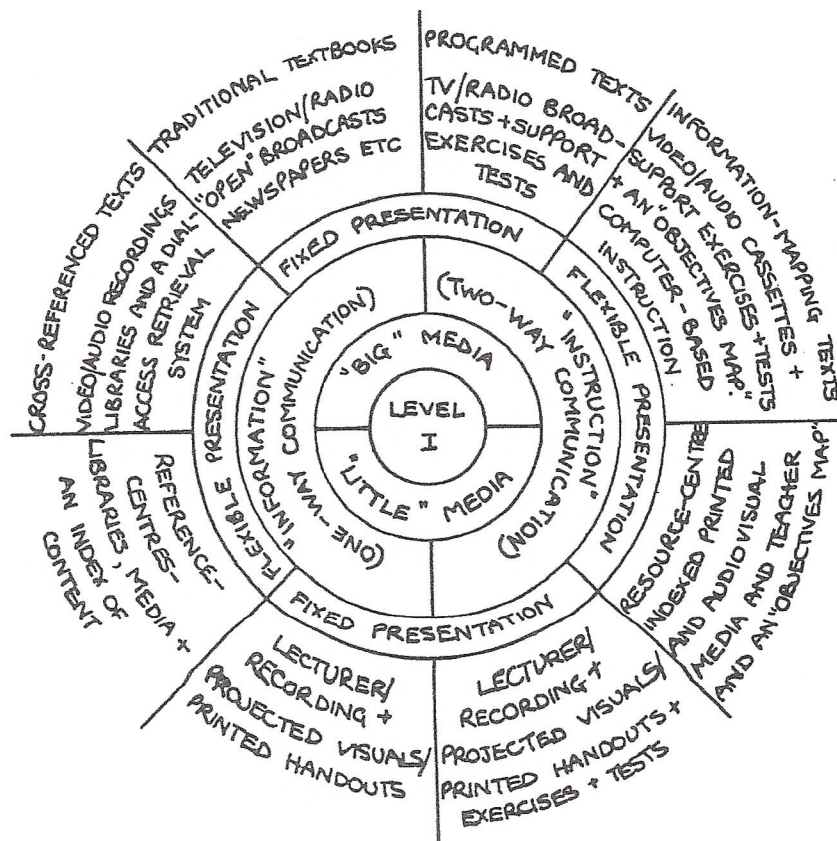 LEVEL
I
"BIG" MEDIA
"LITTLE" MEDIA
"INFORMATION"
(ONE-WAY COMMUNICATION)
(TWO-WAY
"INSTRUCTION"
COMMUNICATION)
FIXED PRESENTATION
FLEXIBLE PRESENTATION
FIXED PRESENTATION
FLEXIBLE PRESENTATION
TRADITIONAL TEXTBOOKS
TELEVISION/RADIO
"OPEN" BROADCASTS
NEWSPAPERS ETC
PROGRAMMED TEXTS
TV/RADIO BROAD-
CASTS + SUPPORT
EXERCISES AND
TESTS
INFORMATION-MAPPING TEXTS
VIDEO/AUDIO CASSETTES +
SUPPORT EXERCISES + TESTS
+ AN "OBJECTIVES MAP".
COMPUTER-BASED
INSTRUCTION
RESOURCE-CENTRE
INDEXED PRINTED
AND AUDIOVISUAL
MEDIA AND TEACHER
AND AN "OBJECTIVES MAP"
LECTURER/
RECORDING +
PROJECTED VISUALS/
PRINTED HANDOUTS +
EXERCISES + TESTS
LECTURER/
RECORDING +
PROJECTED VISUALS/
PRINTED HANDOUTS
REFERENCE-
CENTRES-
LIBRARIES, MEDIA +
AN INDEX OF
CONTENT
CROSS-REFERENCED TEXTS
VIDEO/AUDIO RECORDINGS
LIBRARIES AND A DIAL-
ACCESS RETRIEVAL
SYSTEM